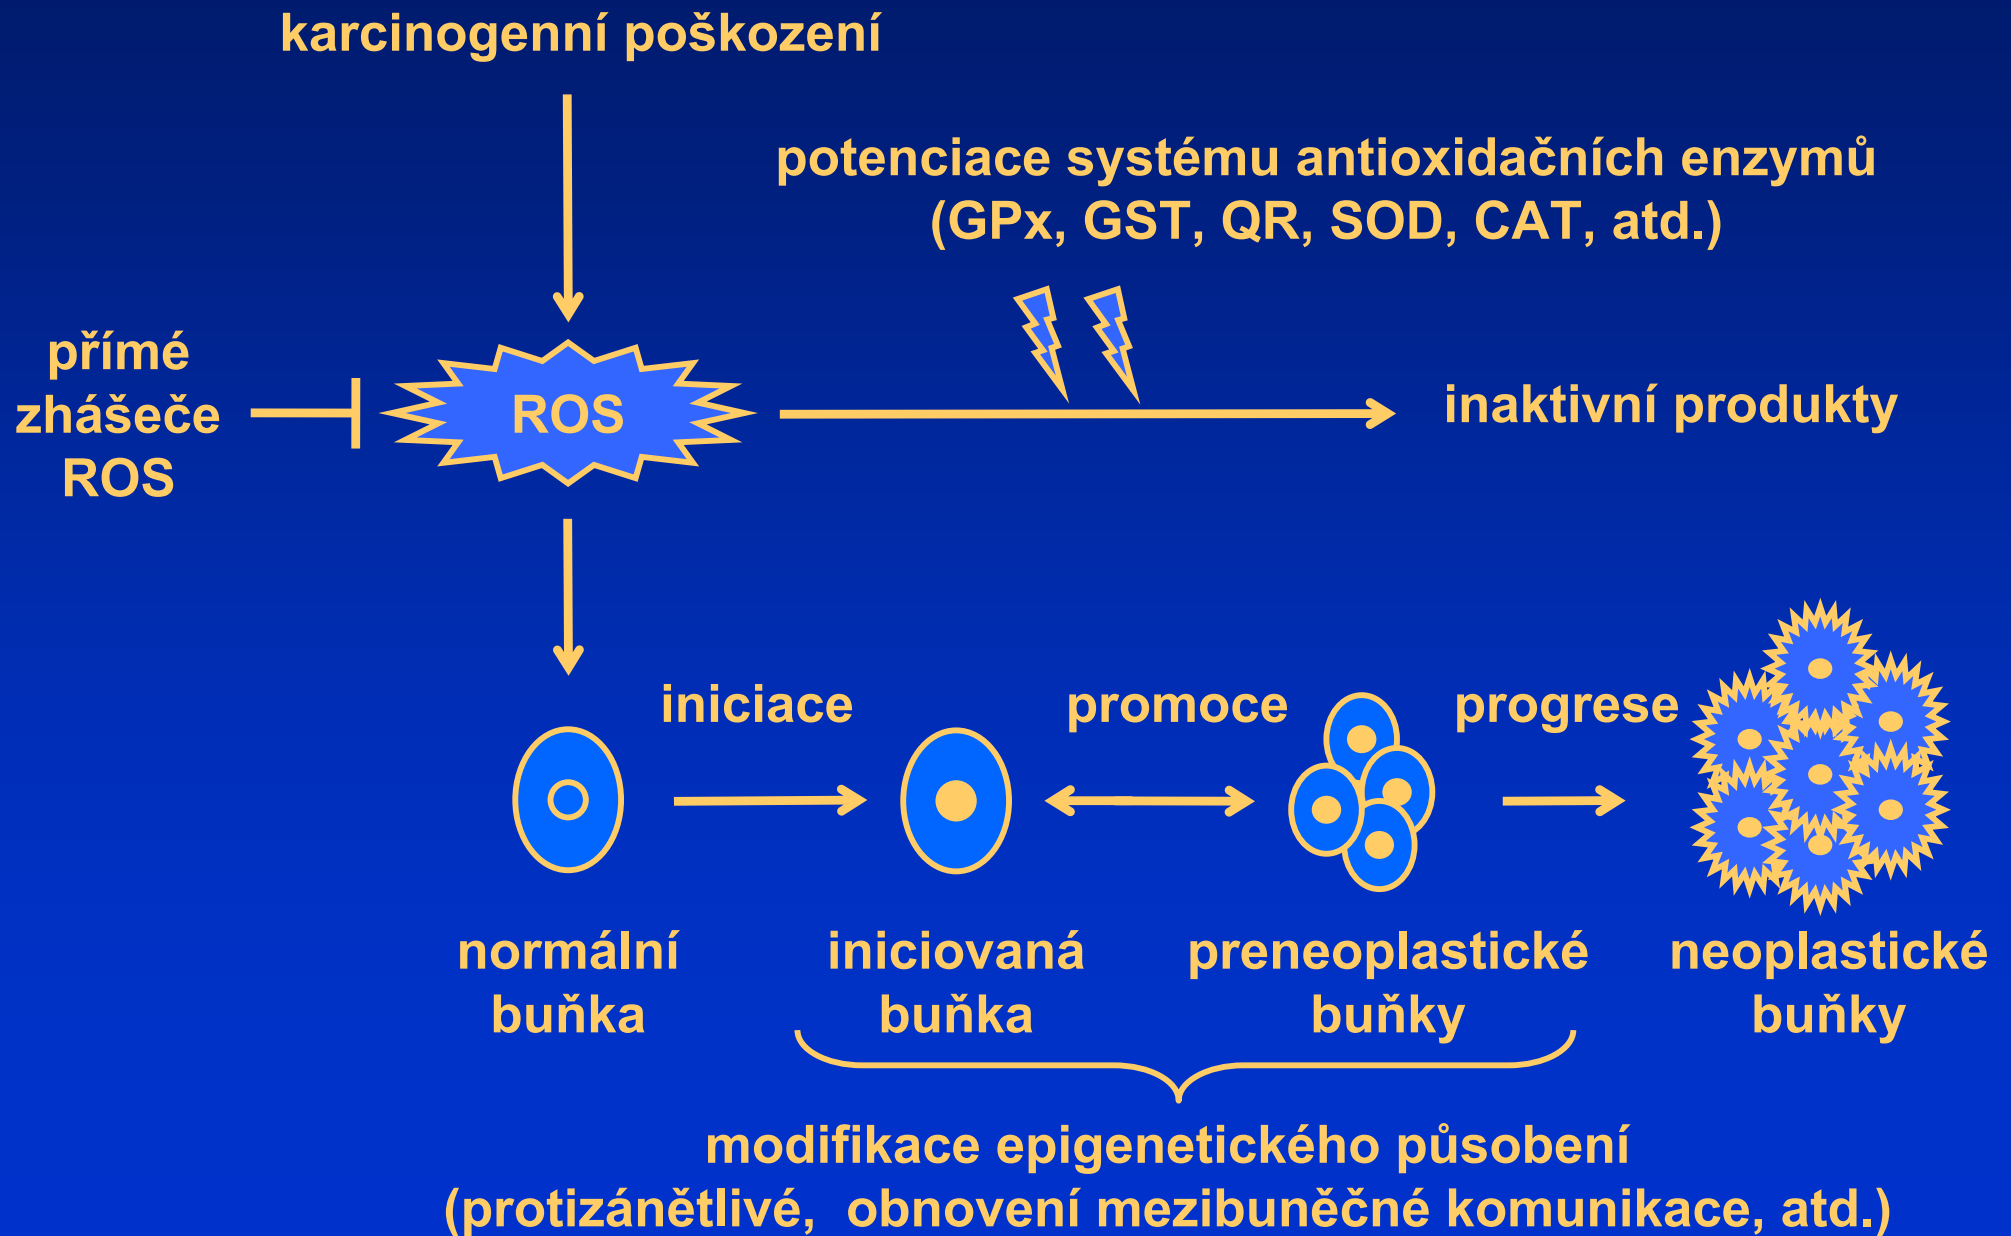 karcinogenní poškození
potenciace systému antioxidačních enzymů
(GPx, GST, QR, SOD, CAT, atd.)
přímé
zhášeče
ROS
ROS
inaktivní produkty
iniciace
promoce
progrese
normální
buňka
iniciovaná
buňka
preneoplastické
buňky
neoplastické
buňky
modifikace epigenetického působení
(protizánětlivé, obnovení mezibuněčné komunikace, atd.)